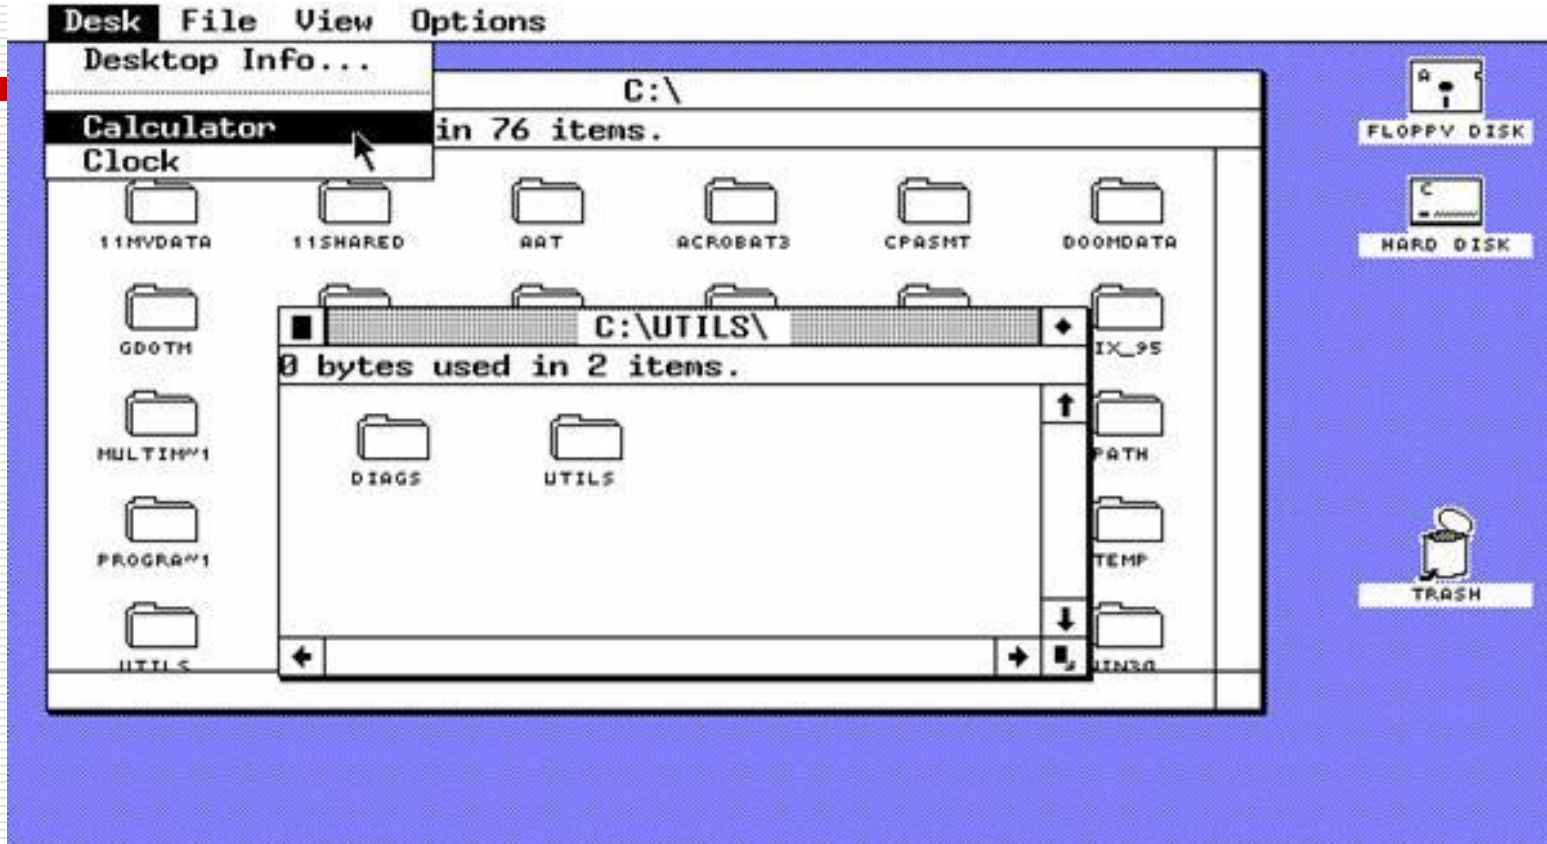 Desk File View Options
Desktop Info...
Calculator
Clock
C:\
in 76 items.
A
FLOPPY DISK
C
HARD DISK
11MVDATA 11SHARED AAT ACROBAT3 CPASMT DOOMDATA
GDOTM
IX_95
C:\UTILS\
0 bytes used in 2 items.
DIAGS UTILS
MULTIM~1
PATH
PROGRA~1
TEMP
UTILS
WIN30
TRASH